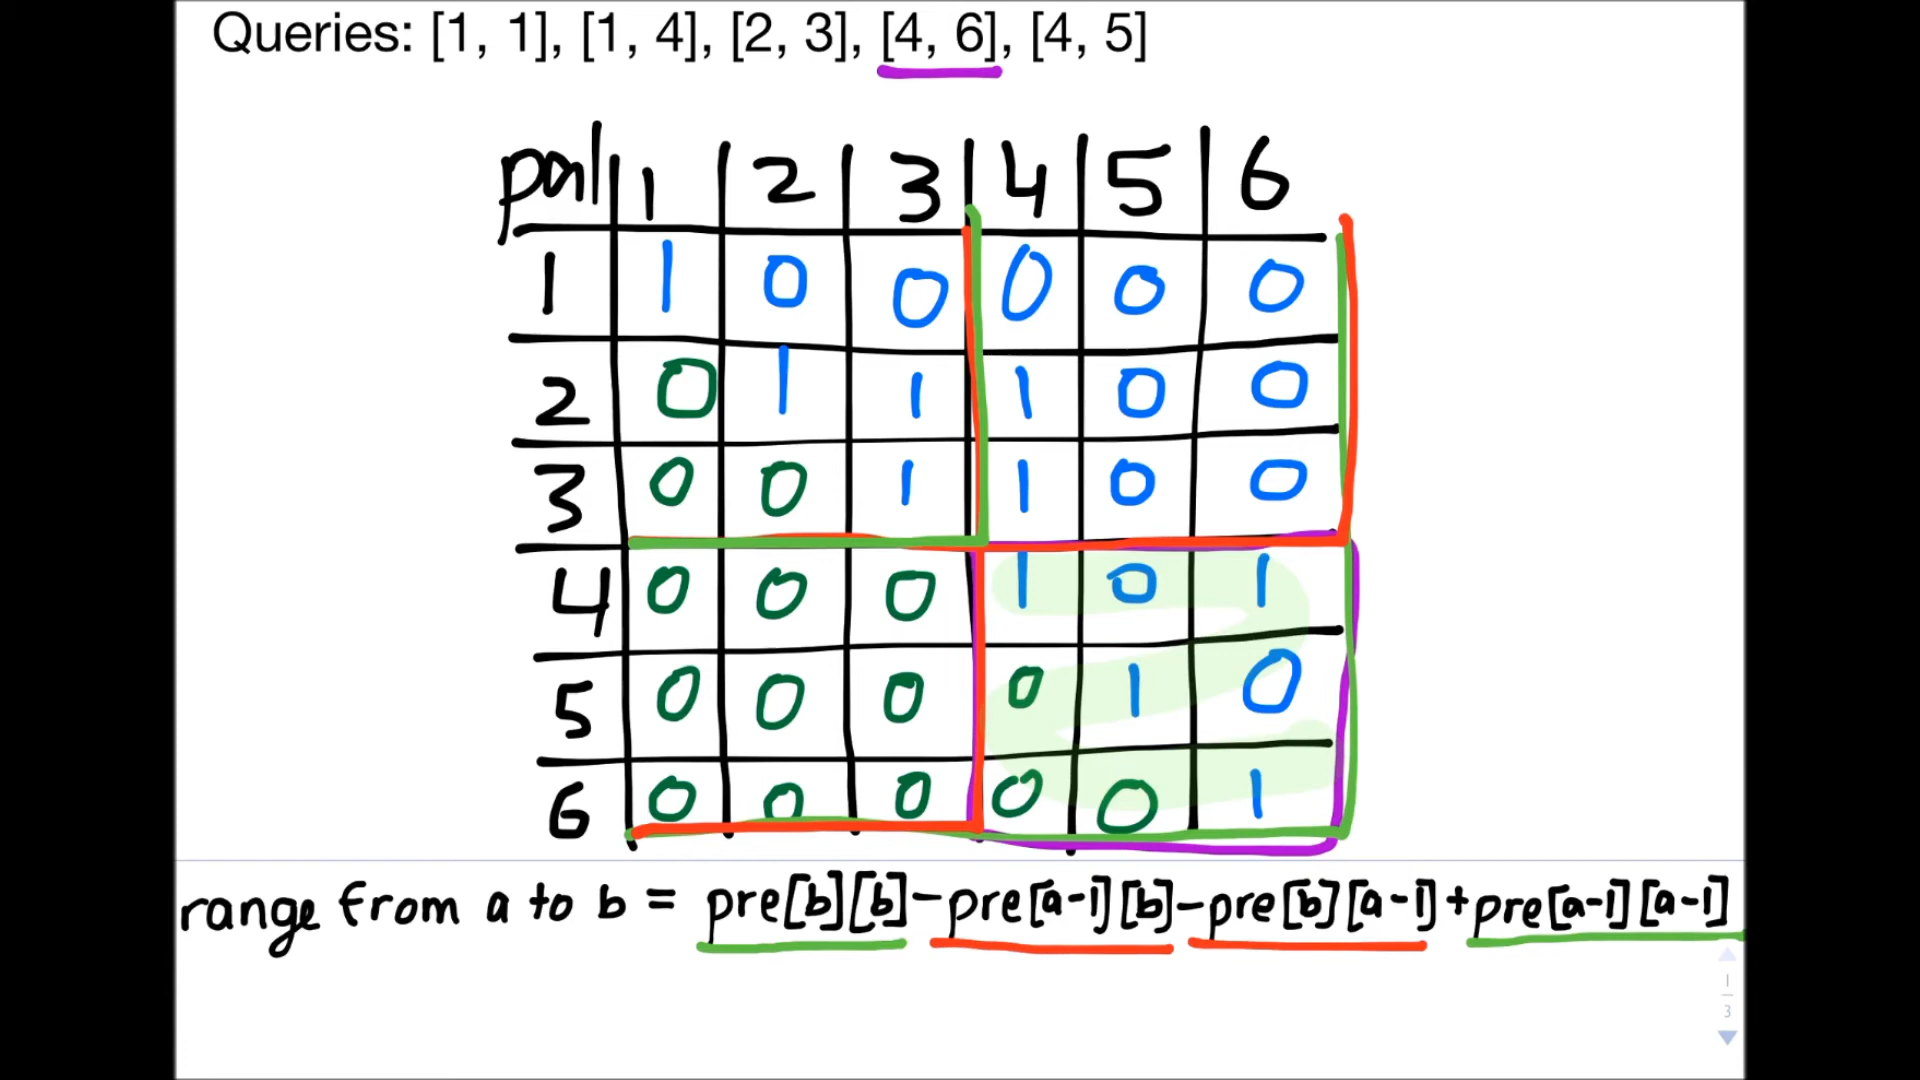 Queries: [1, 1], [1, 4], [2, 3], [4, 6], [4, 5]
pal 1 2 3 4 5 6
1 1 0 0 0 0 0
2 0 1 1 1 0 0
3 0 0 1 1 0 0
4 0 0 0 1 0 1
5 0 0 0 0 1 0
6 0 0 0 0 0 1
range from a to b = pre[b][b]-pre[a-1][b]-pre[b][a-1]+pre[a-1][a-1]
1
3